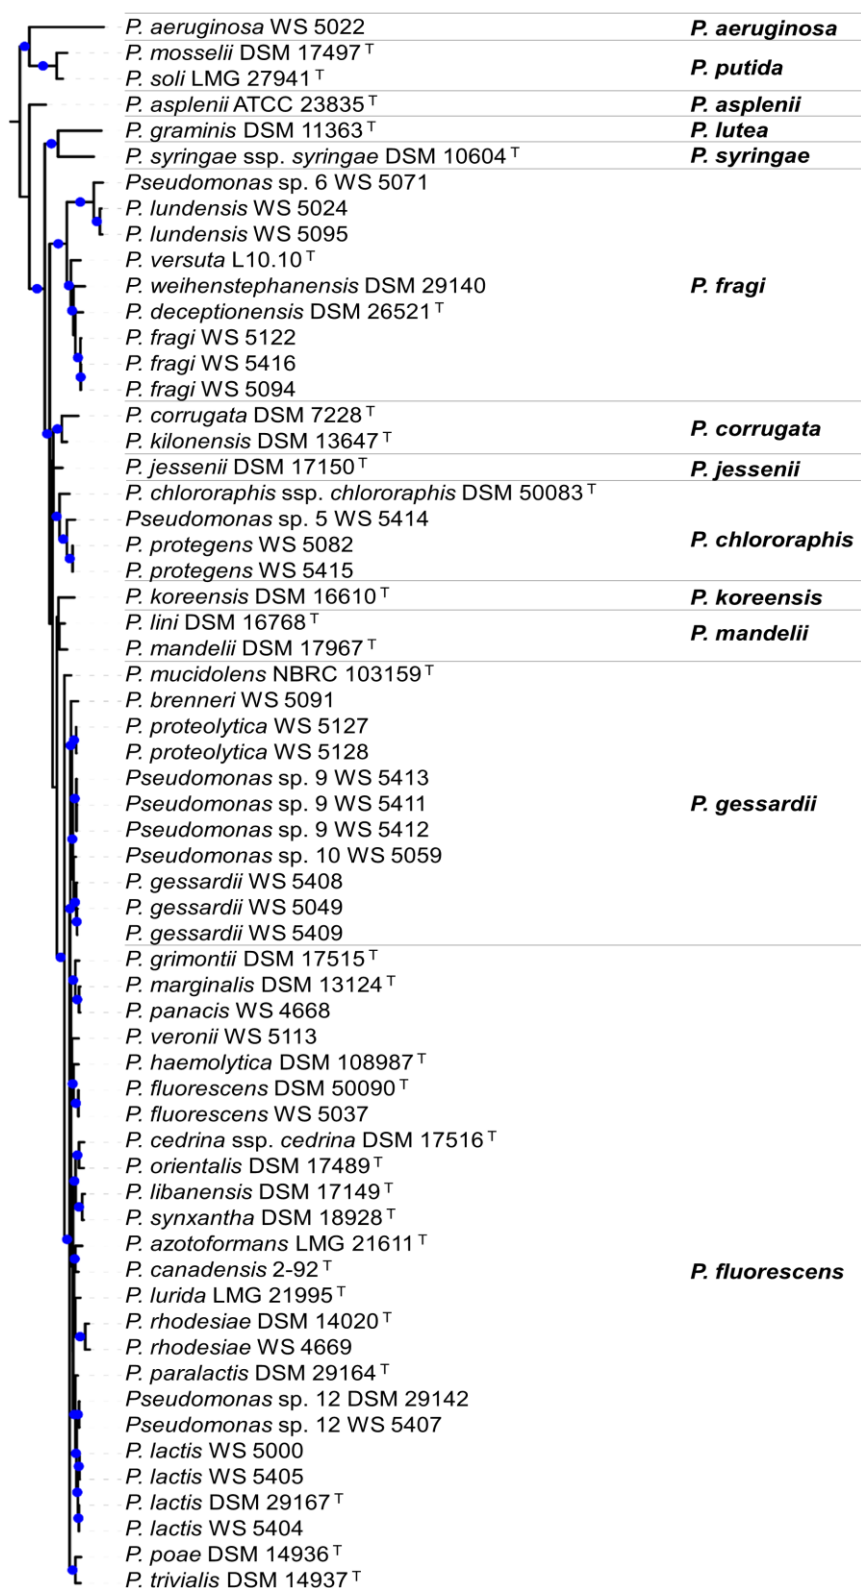 P. aeruginosa WS 5022 P. aeruginosa
P. mosselii DSM 17497 T
P. putida
P. soli LMG 27941 T
P. asplenii ATCC 23835 T P. asplenii
P. graminis DSM 11363 T P. lutea
P. syringae ssp. syringae DSM 10604 T P. syringae
Pseudomonas sp. 6 WS 5071
P. lundensis WS 5024
P. lundensis WS 5095
P. versuta L10.10 T
P. weihenstephanensis DSM 29140 P. fragi
P. deceptionensis DSM 26521 T
P. fragi WS 5122
P. fragi WS 5416
P. fragi WS 5094
P. corrugata DSM 7228 T
P. corrugata
P. kilonensis DSM 13647 T
P. jessenii DSM 17150 T P. jessenii
P. chlororaphis ssp. chlororaphis DSM 50083 T
Pseudomonas sp. 5 WS 5414
P. protegens WS 5082 P. chlororaphis
P. protegens WS 5415
P. koreensis DSM 16610 T P. koreensis
P. lini DSM 16768 T
P. mandelii
P. mandelii DSM 17967 T
P. mucidolens NBRC 103159 T
P. brenneri WS 5091
P. proteolytica WS 5127
P. proteolytica WS 5128
Pseudomonas sp. 9 WS 5413
Pseudomonas sp. 9 WS 5411 P. gessardii
Pseudomonas sp. 9 WS 5412
Pseudomonas sp. 10 WS 5059
P. gessardii WS 5408
P. gessardii WS 5049
P. gessardii WS 5409
P. grimontii DSM 17515 T
P. marginalis DSM 13124 T
P. panacis WS 4668
P. veronii WS 5113
P. haemolytica DSM 108987 T
P. fluorescens DSM 50090 T
P. fluorescens WS 5037
P. cedrina ssp. cedrina DSM 17516 T
P. orientalis DSM 17489 T
P. libanensis DSM 17149 T
P. synxantha DSM 18928 T
P. azotoformans LMG 21611 T
P. canadensis 2-92 T P. fluorescens
P. lurida LMG 21995 T
P. rhodesiae DSM 14020 T
P. rhodesiae WS 4669
P. paralactis DSM 29164 T
Pseudomonas sp. 12 DSM 29142
Pseudomonas sp. 12 WS 5407
P. lactis WS 5000
P. lactis WS 5405
P. lactis DSM 29167 T
P. lactis WS 5404
P. poae DSM 14936 T
P. trivialis DSM 14937 T